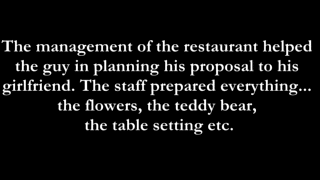 The management of the restaurant helped
the guy in planning his proposal to his
girlfriend. The staff prepared everything...
the flowers, the teddy bear,
the table setting etc.